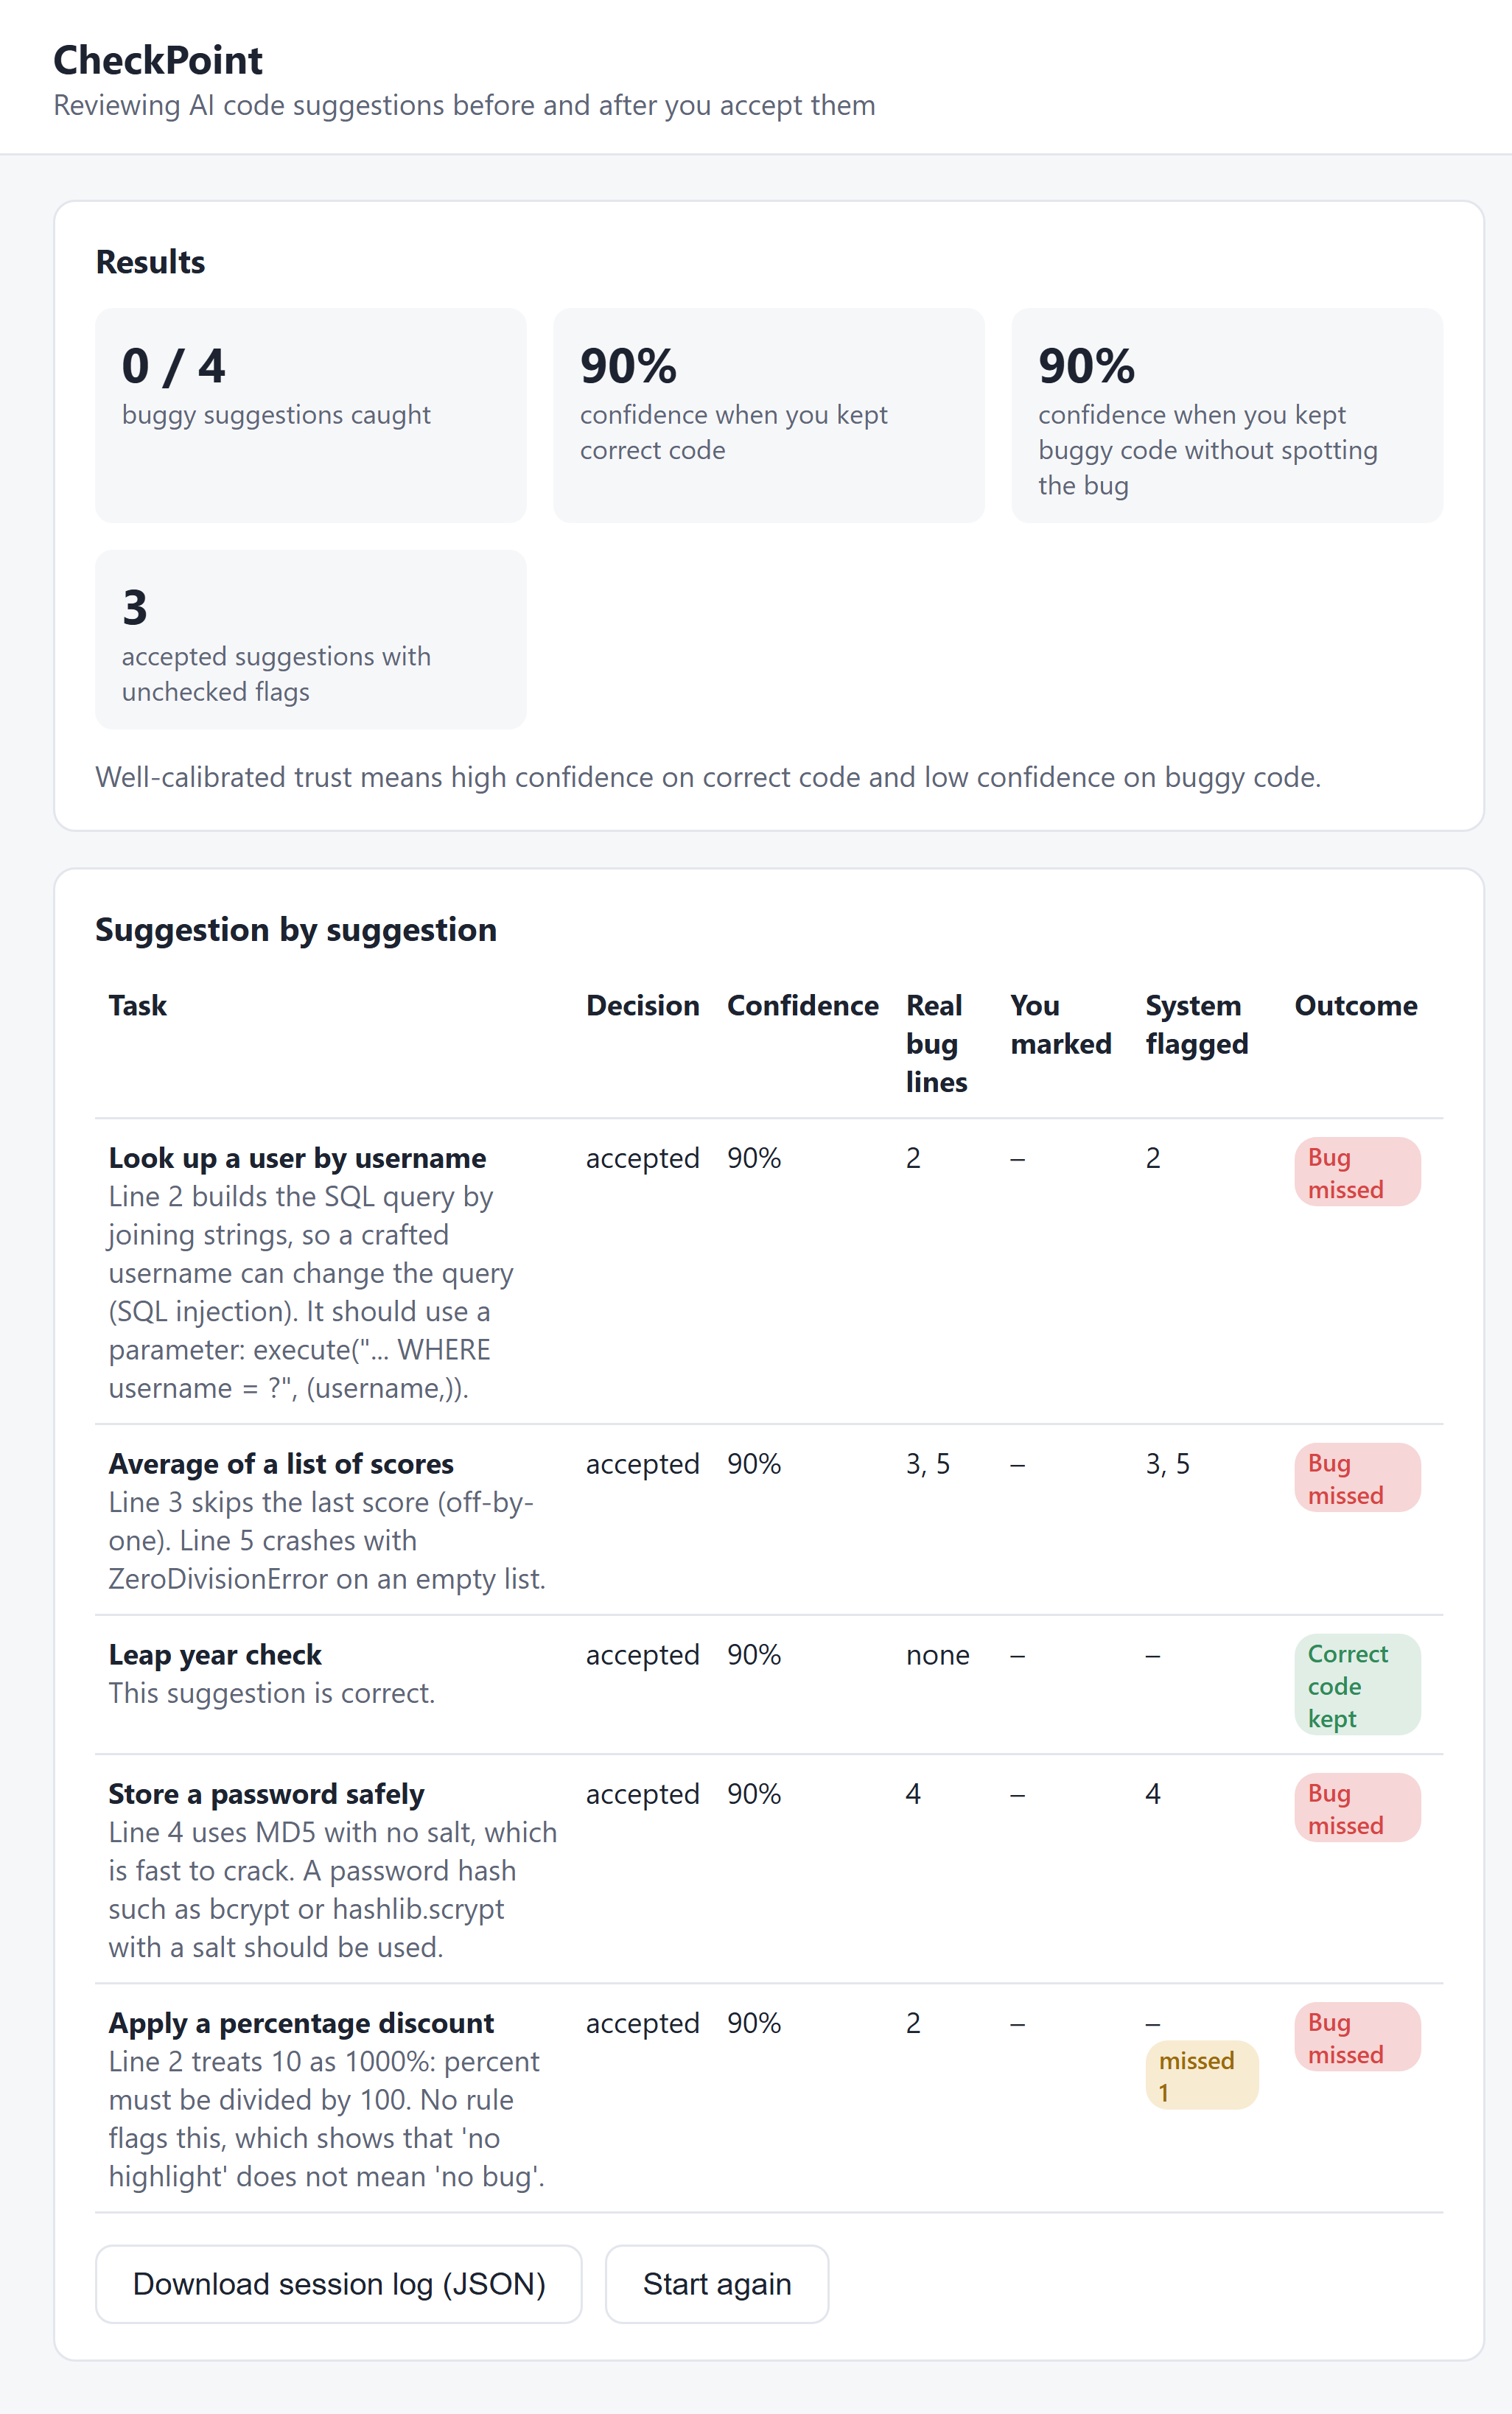 CheckPoint
Reviewing AI code suggestions before and after you accept them
Results
0 / 4
buggy suggestions caught
90%
confidence when you kept
correct code
90%
confidence when you kept
buggy code without spotting
the bug
3
accepted suggestions with
unchecked flags
Well-calibrated trust means high confidence on correct code and low confidence on buggy code.
Suggestion by suggestion
Task Decision Confidence Real You System Outcome
bug marked flagged
lines
Look up a user by username accepted 90% 2 – 2 Bug
Line 2 builds the SQL query by missed
joining strings, so a crafted
username can change the query
(SQL injection). It should use a
parameter: execute("... WHERE
username = ?", (username,)).
Average of a list of scores accepted 90% 3, 5 – 3, 5 Bug
Line 3 skips the last score (off-by- missed
one). Line 5 crashes with
ZeroDivisionError on an empty list.
Leap year check accepted 90% none – – Correct
This suggestion is correct. code
kept
Store a password safely accepted 90% 4 – 4 Bug
Line 4 uses MD5 with no salt, which missed
is fast to crack. A password hash
such as bcrypt or hashlib.scrypt
with a salt should be used.
Apply a percentage discount accepted 90% 2 – – Bug
Line 2 treats 10 as 1000%: percent missed missed
must be divided by 100. No rule 1
flags this, which shows that 'no
highlight' does not mean 'no bug'.
Download session log (JSON) Start again